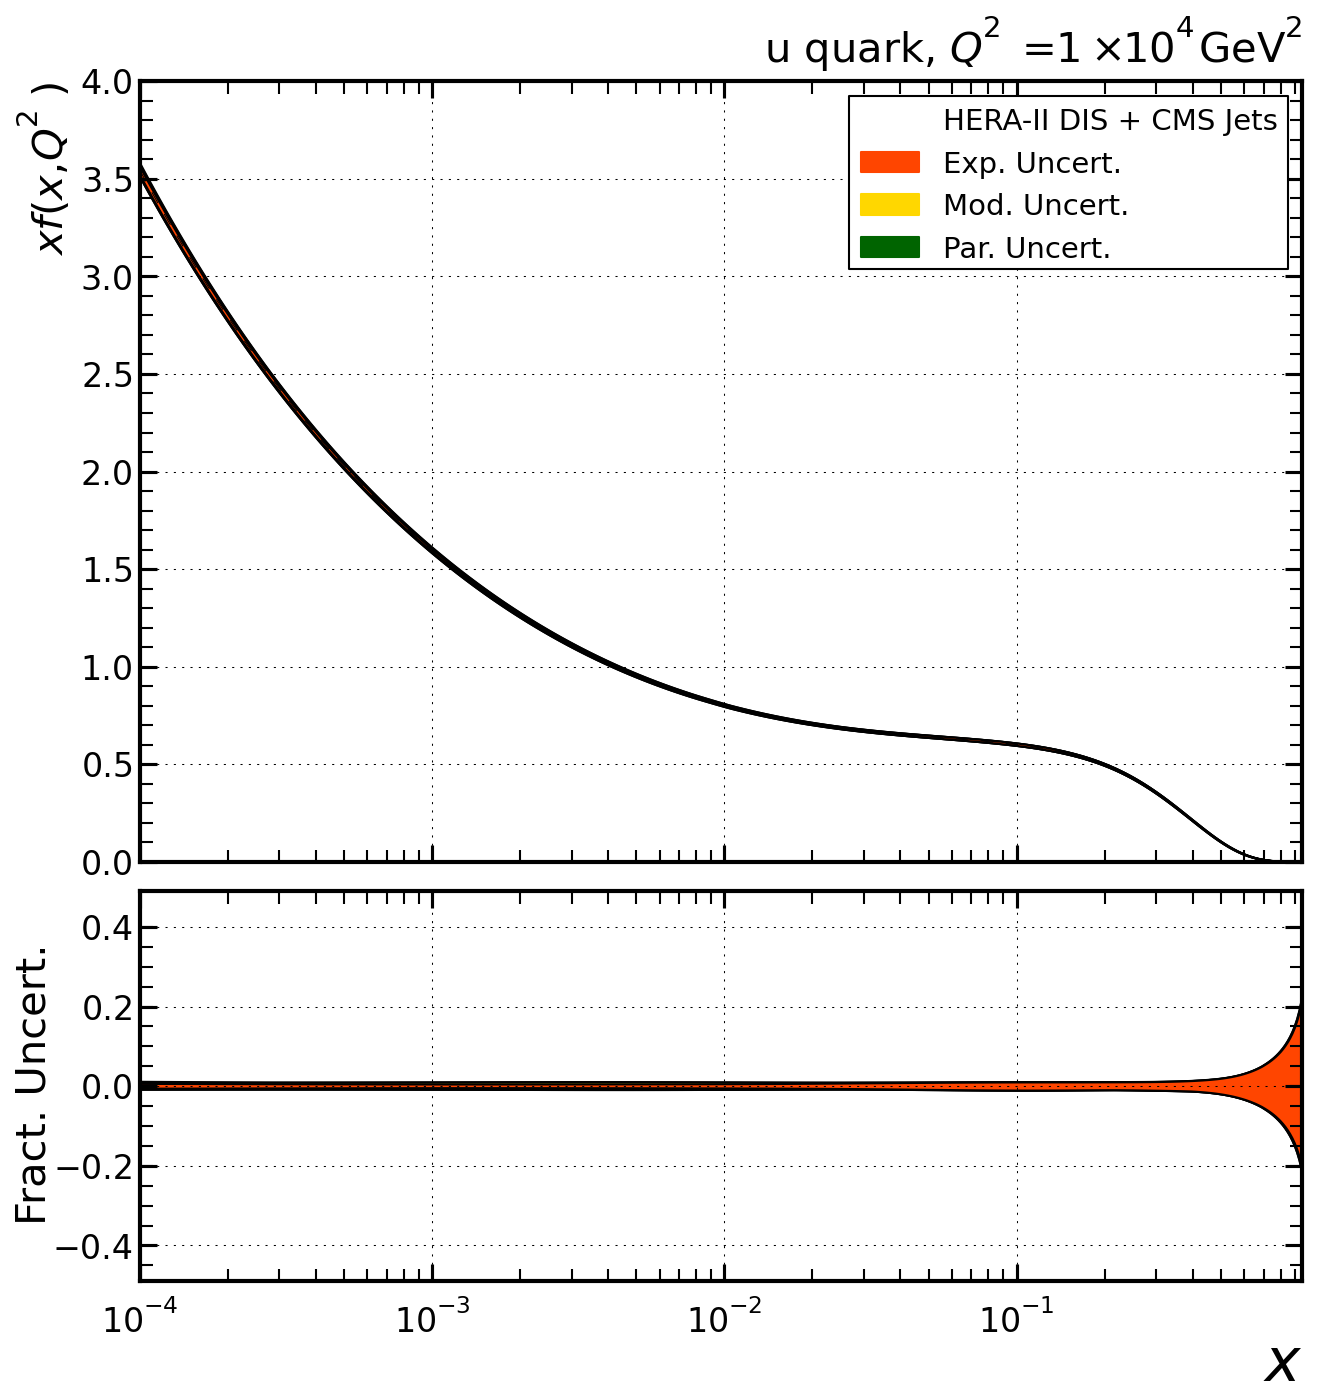 u quark, Q² =1 ×10⁴ GeV²
xf(x,Q²)
4.0
3.5
3.0
2.5
2.0
1.5
1.0
0.5
0.0
HERA-II DIS + CMS Jets
Exp. Uncert.
Mod. Uncert.
Par. Uncert.
Fract. Uncert.
0.4
0.2
0.0
−0.2
−0.4
10⁻⁴ 10⁻³ 10⁻² 10⁻¹
x